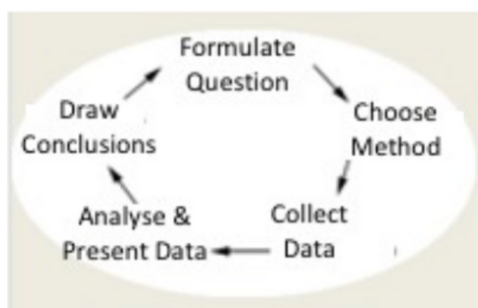 Formulate
Question
Choose
Method
Collect
Data
Analyse &
Present Data
Draw
Conclusions